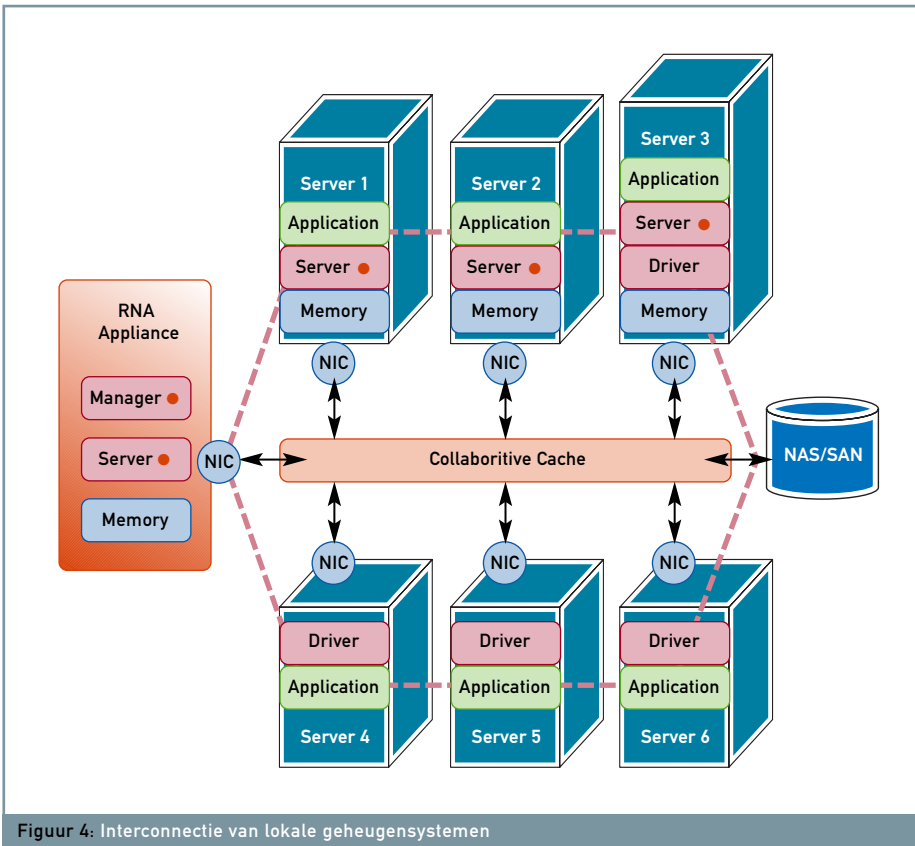 Server 1
Application
Server
Memory
NIC
Server 2
Application
Server
Memory
NIC
Server 3
Application
Server
Driver
Memory
NIC
RNA
Appliance
Manager
Server
Memory
NIC
Collaboritive Cache
NAS/SAN
NIC
Driver
Application
Server 4
NIC
Driver
Application
Server 5
NIC
Driver
Application
Server 6
Figuur 4: Interconnectie van lokale geheugensystemen